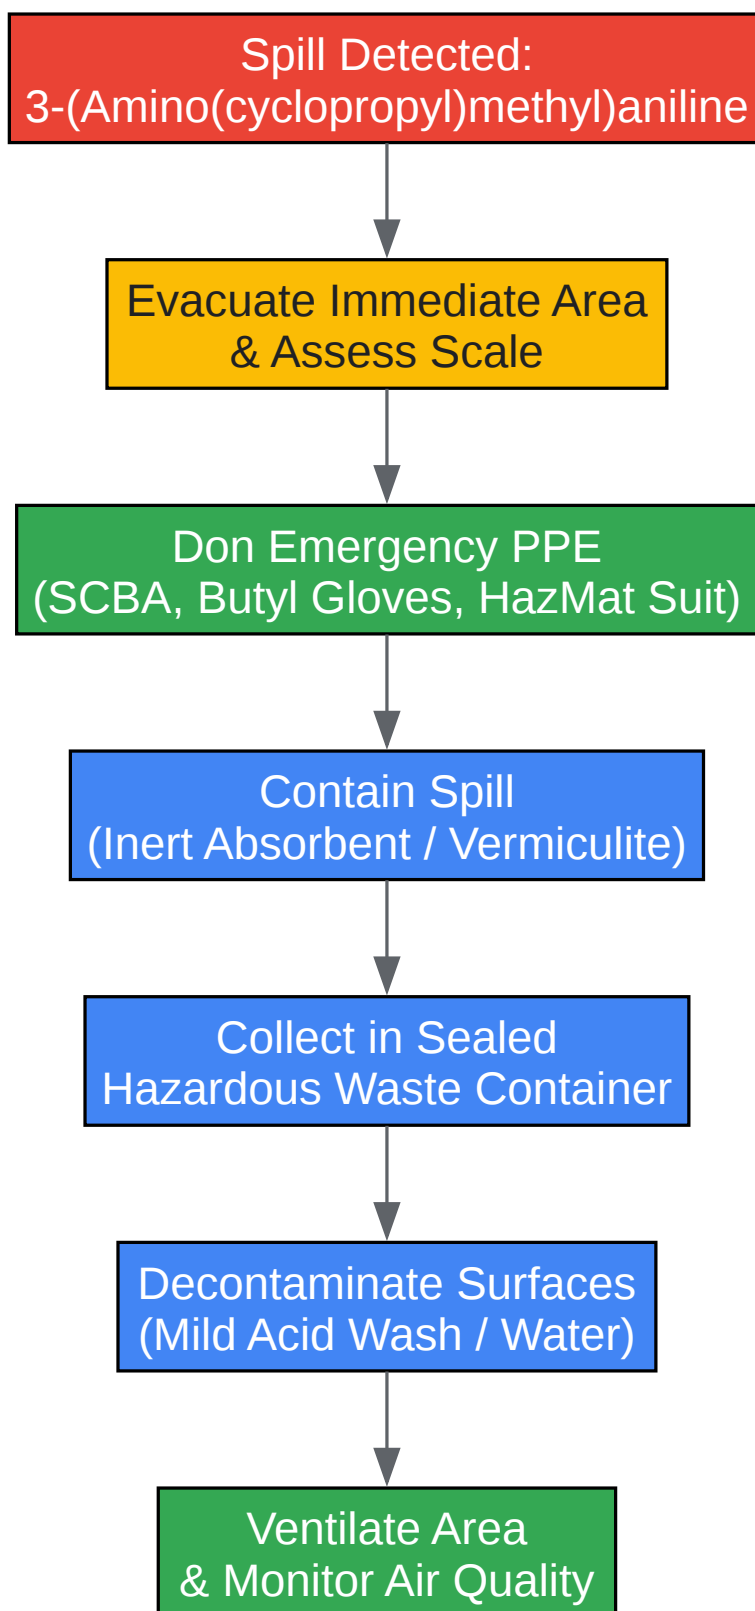 Spill Detected:
3-(Amino(cyclopropyl)methyl)aniline
Evacuate Immediate Area
& Assess Scale
Don Emergency PPE
(SCBA, Butyl Gloves, HazMat Suit)
Contain Spill
(Inert Absorbent / Vermiculite)
Collect in Sealed
Hazardous Waste Container
Decontaminate Surfaces
(Mild Acid Wash / Water)
Ventilate Area
& Monitor Air Quality